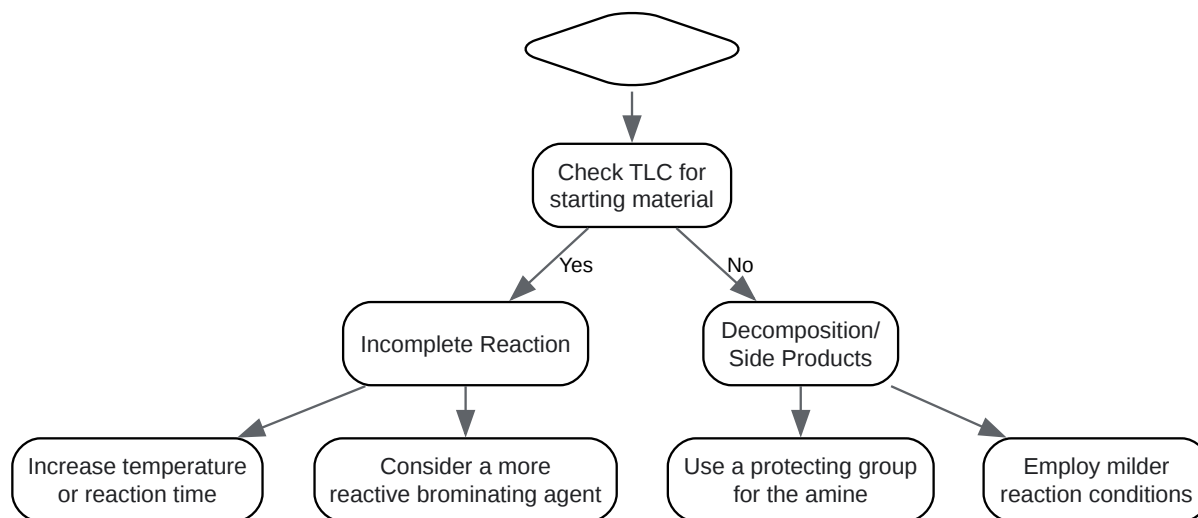 Check TLC for
starting material
Yes
No
Incomplete Reaction
Decomposition/
Side Products
Increase temperature
or reaction time
Consider a more
reactive brominating agent
Use a protecting group
for the amine
Employ milder
reaction conditions